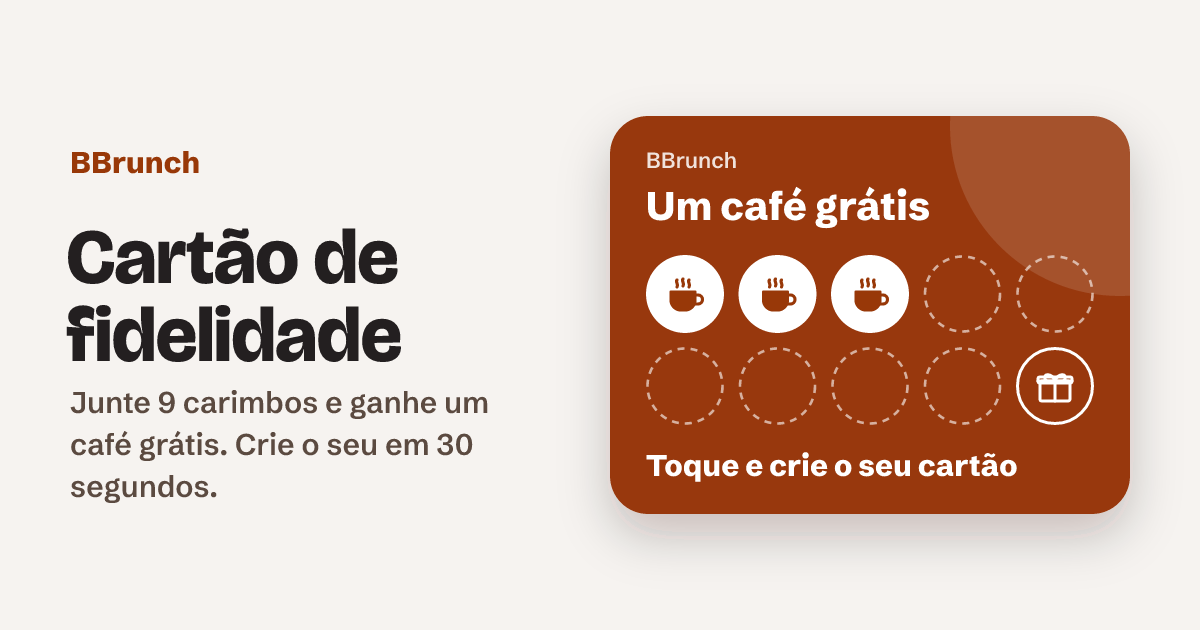 BBrunch
Cartão de
fidelidade
Junte 9 carimbos e ganhe um
café grátis. Crie o seu em 30
segundos.
BBrunch
Um café grátis
Toque e crie o seu cartão